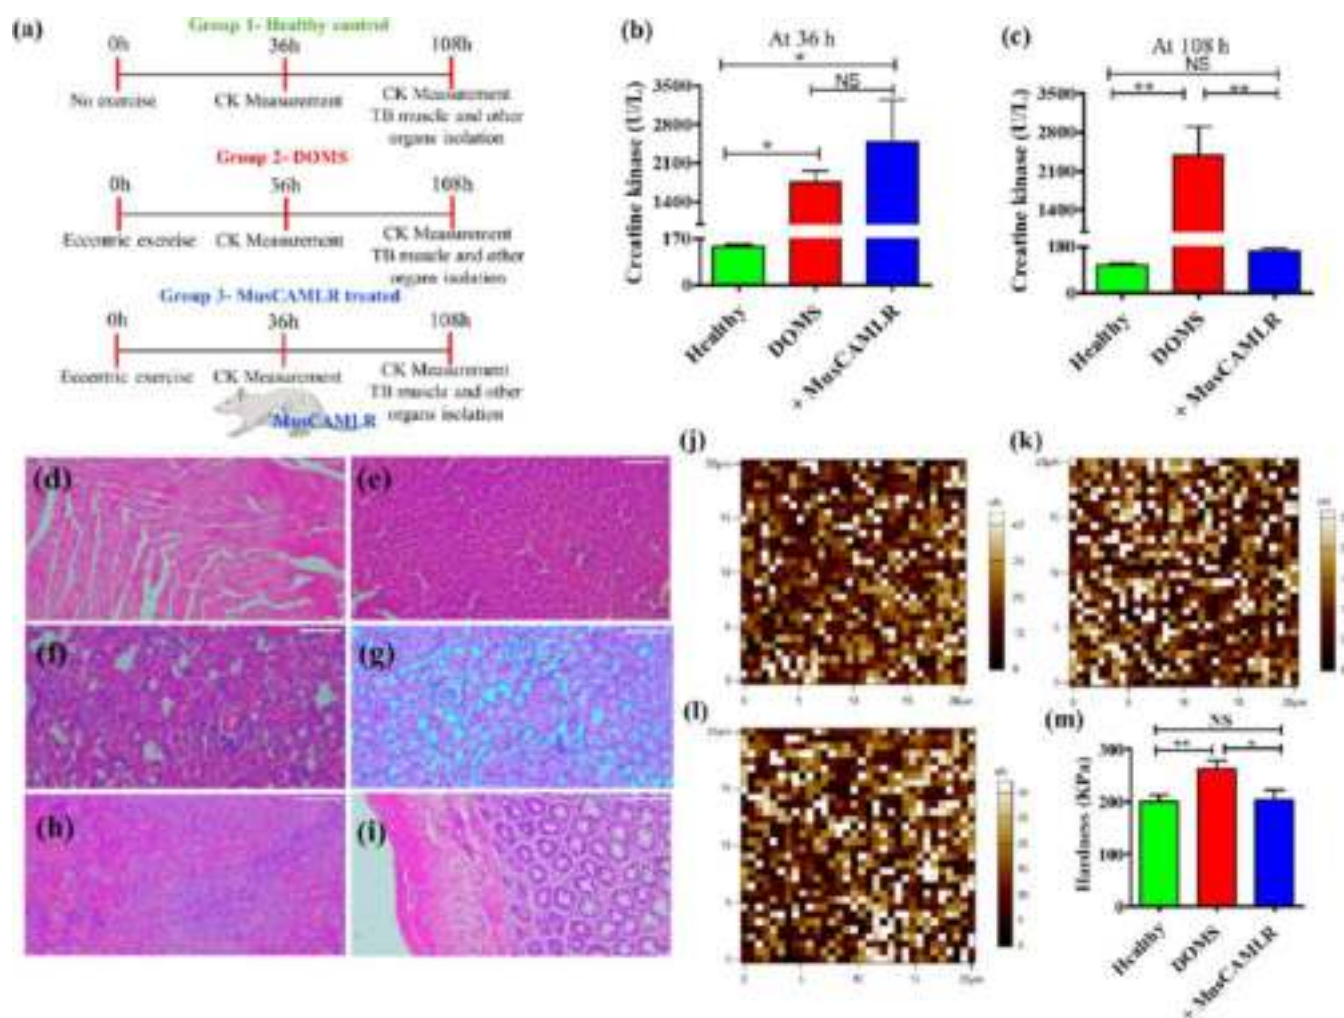 (a)
Group 1- Healthy control
0h 36h 108h
No exercise CK Measurement CK Measurement
TB muscle and other
organs isolation
Group 2- DOMS
0h 36h 108h
Eccentric exercise CK Measurement CK Measurement
TB muscle and other
organs isolation
Group 3- MusCAMLR treated
0h 36h 108h
Eccentric exercise CK Measurement CK Measurement
TB muscle and other
organs isolation
MusCAMLR
(b)
At 36 h
*
NS
*
Creatine kinase (U/L)
3500
2800
2100
1400
170
0
Healthy
DOMS
+ MusCAMLR
(c)
At 108 h
NS
** **
Creatine kinase (U/L)
3500
2800
2100
1400
180
0
Healthy
DOMS
+ MusCAMLR
(d)
(e)
(f)
(g)
(h)
(i)
(j)
(k)
(l)
(m)
NS
** *
Hardness (KPa)
300
200
100
0
Healthy
DOMS
+ MusCAMLR